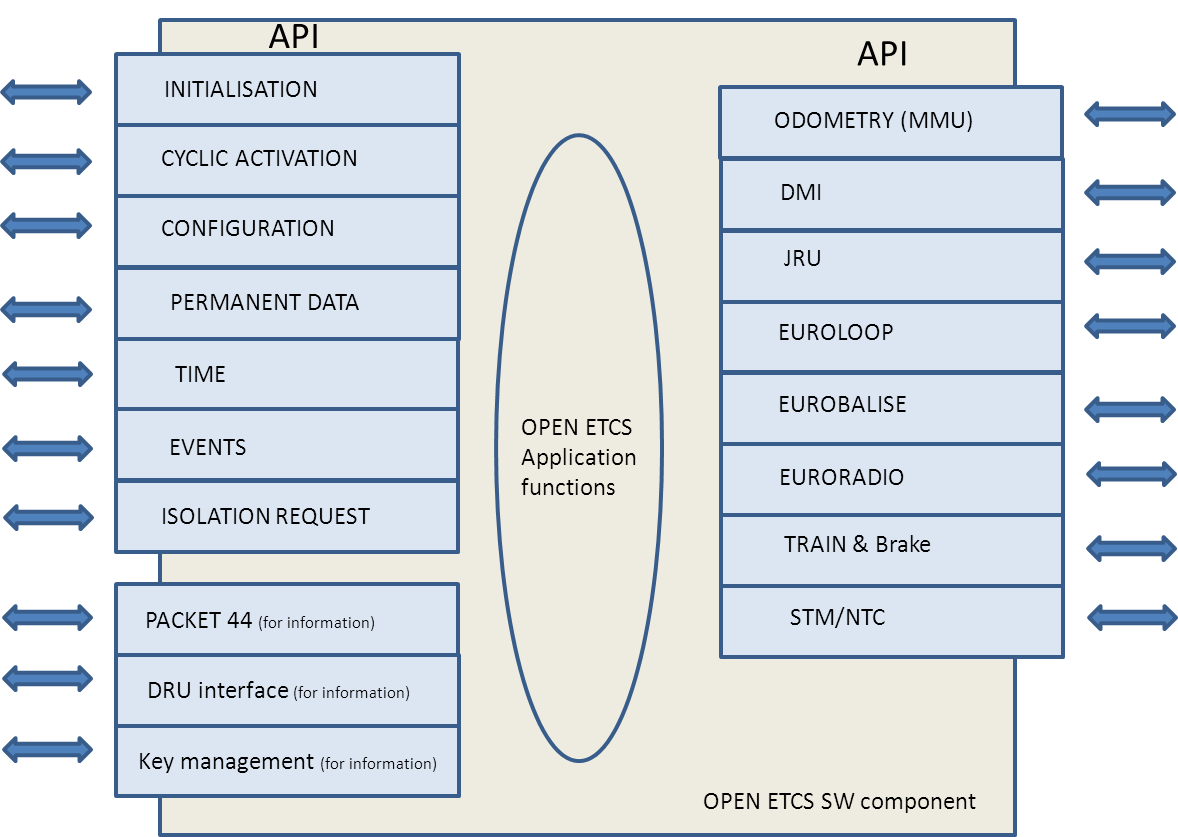 API
INITIALISATION
CYCLIC ACTIVATION
CONFIGURATION
PERMANENT DATA
TIME
EVENTS
ISOLATION REQUEST
PACKET 44 (for information)
DRU interface (for information)
Key management (for information)
OPEN ETCS
Application
functions
API
ODOMETRY (MMU)
DMI
JRU
EUROLOOP
EUROBALISE
EURORADIO
TRAIN & Brake
STM/NTC
OPEN ETCS SW component